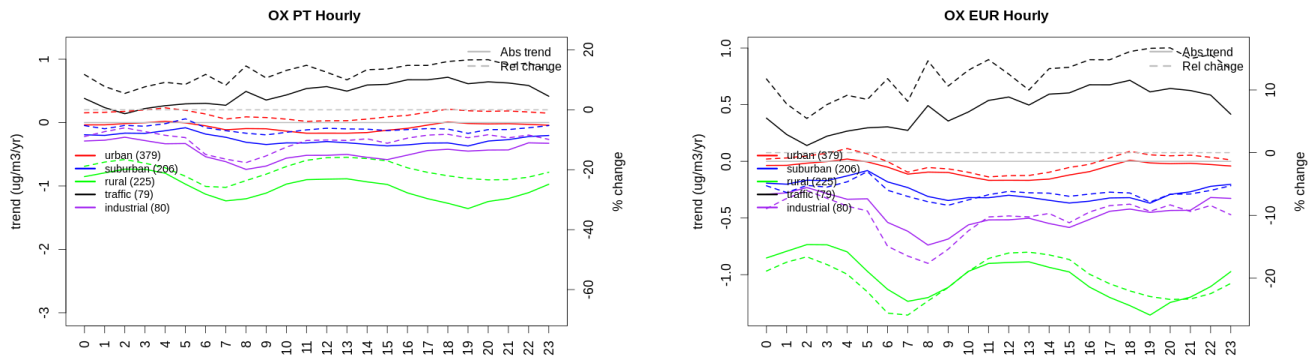 OX PT Hourly
trend (ug/m3/yr)
1
0
-1
-2
-3
20
0
-20
-40
-60
% change
Abs trend
Rel change
urban (379)
suburban (206)
rural (225)
traffic (79)
industrial (80)
0 1 2 3 4 5 6 7 8 9 10 11 12 13 14 15 16 17 18 19 20 21 22 23
OX EUR Hourly
trend (ug/m3/yr)
1.0
0.5
0.0
-0.5
-1.0
10
0
-10
-20
% change
Abs trend
Rel change
urban (379)
suburban (206)
rural (225)
traffic (79)
industrial (80)
0 1 2 3 4 5 6 7 8 9 10 11 12 13 14 15 16 17 18 19 20 21 22 23